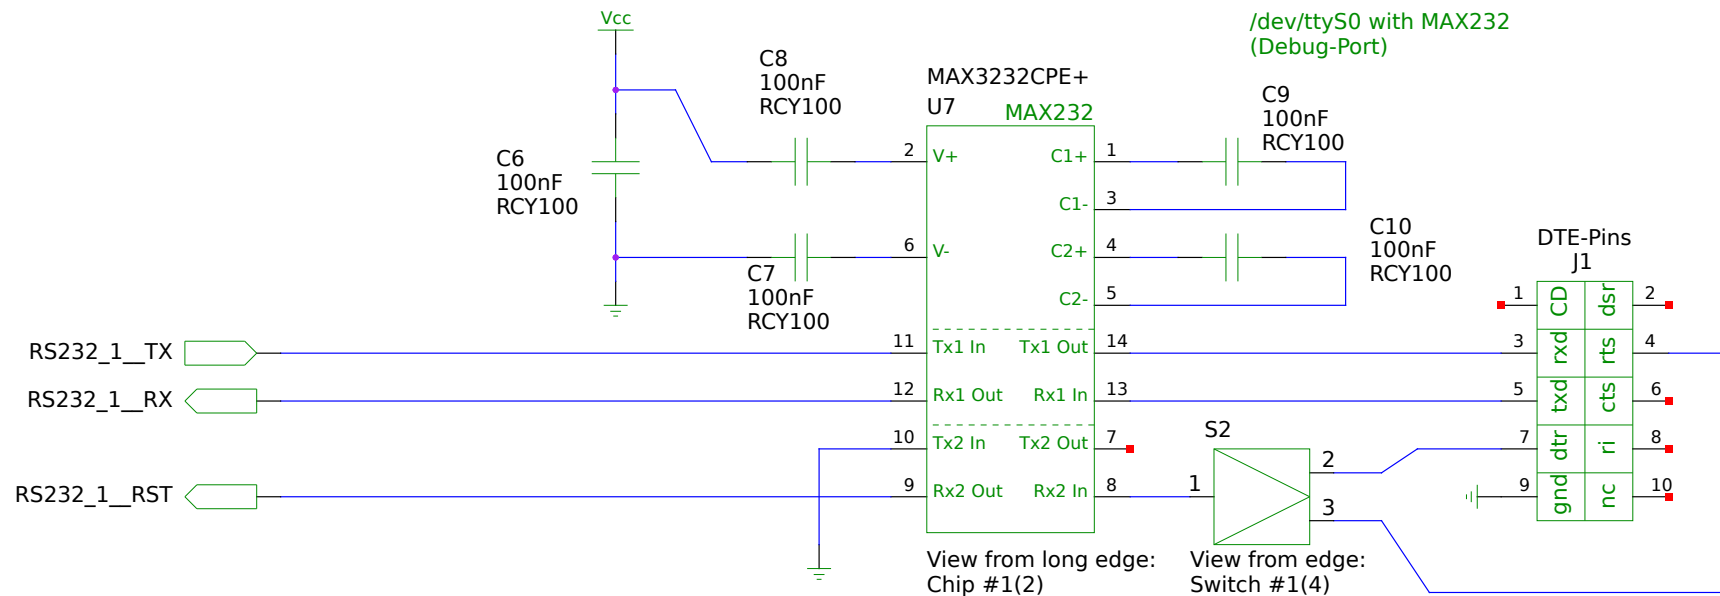 Vcc
/dev/ttyS0 with MAX232
(Debug-Port)
C8
100nF
RCY100
MAX3232CPE+
U7
MAX232
C9
100nF
RCY100
C6
100nF
RCY100
2 V+ C1+ 1
C1- 3
6 V- C2+ 4
C2- 5
C7
100nF
RCY100
C10
100nF
RCY100
DTE-Pins
J1
1 CD dsr 2
RS232_1__TX 11 Tx1 In Tx1 Out 14 3 rxd rts 4
RS232_1__RX 12 Rx1 Out Rx1 In 13 5 txd cts 6
10 Tx2 In Tx2 Out 7 7 dtr ri 8
RS232_1__RST 9 Rx2 Out Rx2 In 8 9 gnd nc 10
S2
1
2
3
View from long edge:
Chip #1(2)
View from edge:
Switch #1(4)